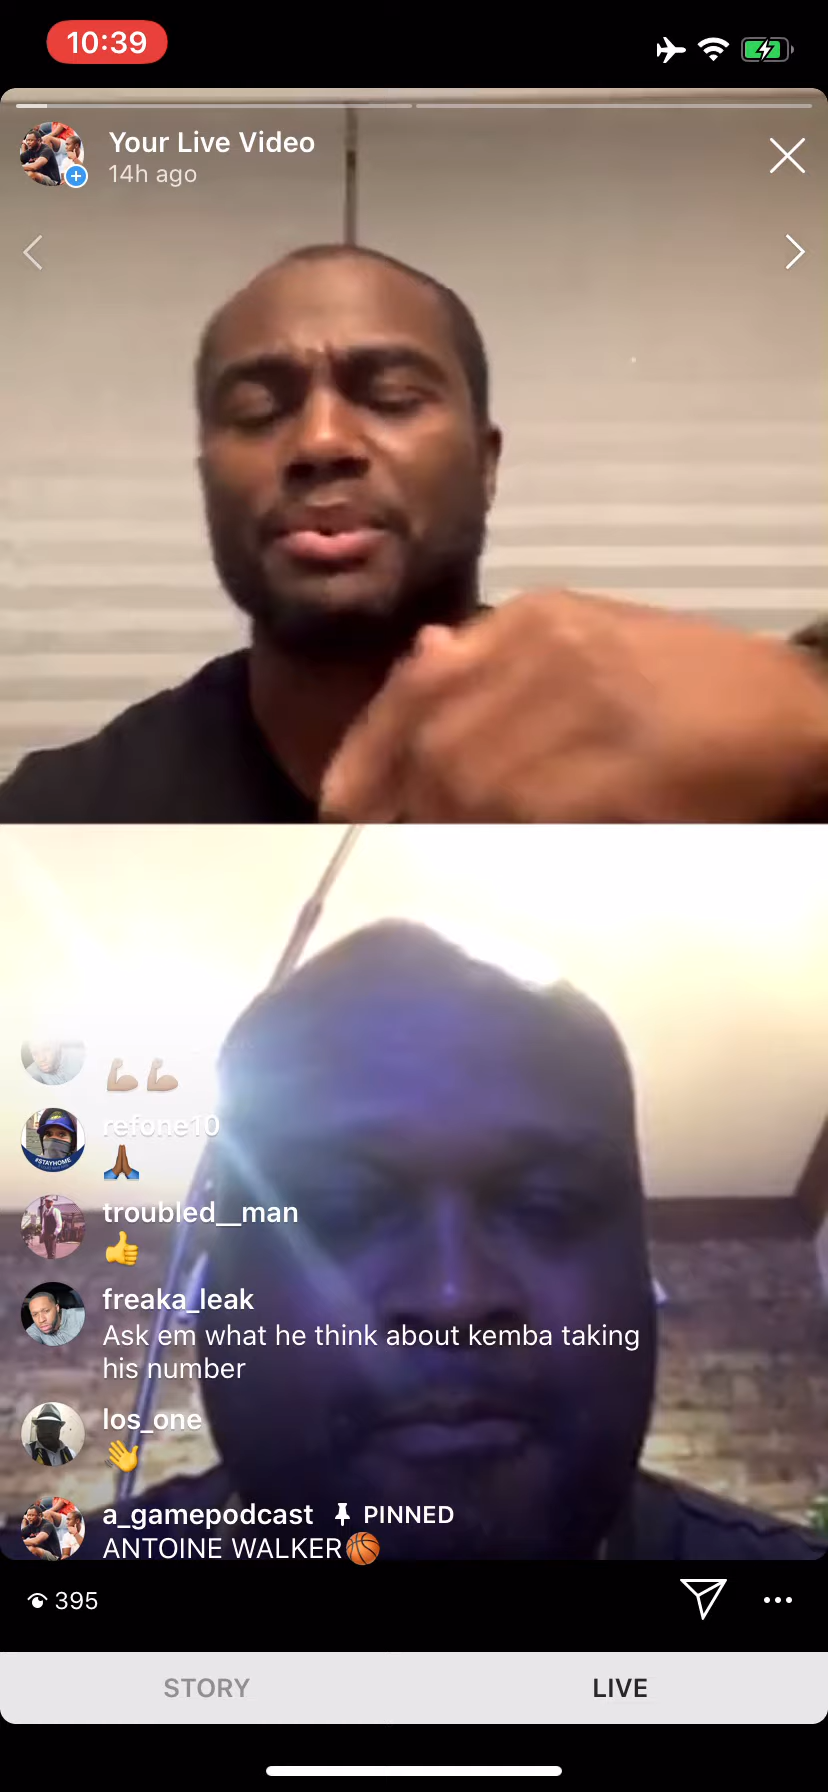 10:39
Your Live Video
14h ago
💪🏼💪🏼
refone10
#STAYHOME
🙏🏾
troubled__man
👍
freaka_leak
Ask em what he think about kemba taking
his number
los_one
👋
a_gamepodcast PINNED
ANTOINE WALKER🏀
395
STORY LIVE